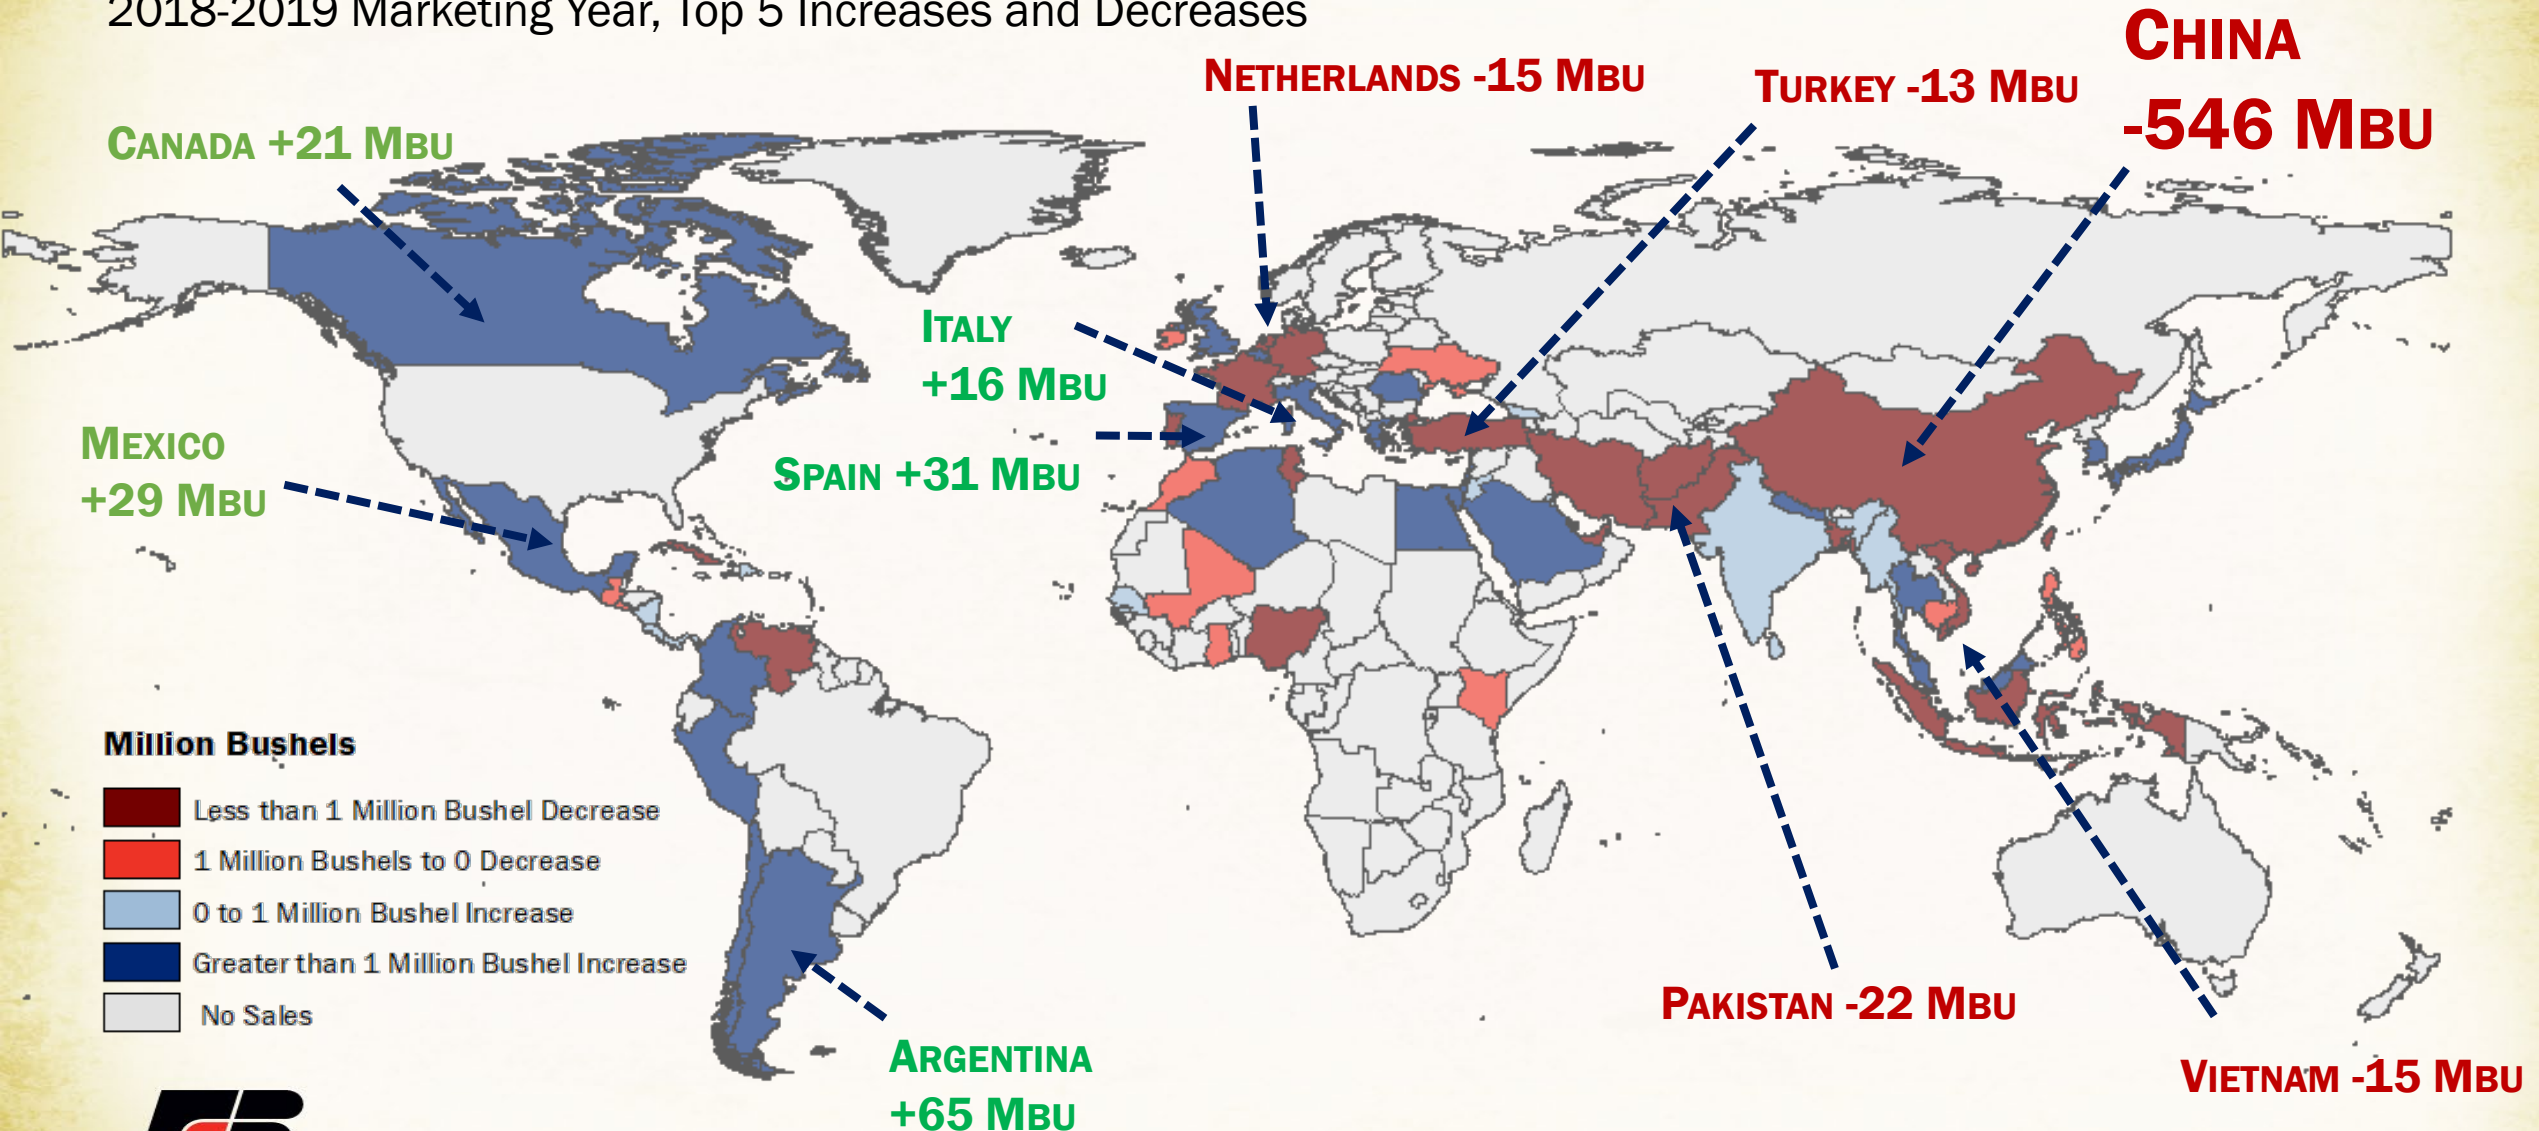 2018-2019 Marketing Year, Top 5 Increases and Decreases
CHINA
-546 MBU
NETHERLANDS -15 MBU
TURKEY -13 MBU
CANADA +21 MBU
ITALY
+16 MBU
MEXICO
+29 MBU
SPAIN +31 MBU
Million Bushels
Less than 1 Million Bushel Decrease
1 Million Bushels to 0 Decrease
0 to 1 Million Bushel Increase
Greater than 1 Million Bushel Increase
No Sales
PAKISTAN -22 MBU
ARGENTINA
+65 MBU
VIETNAM -15 MBU